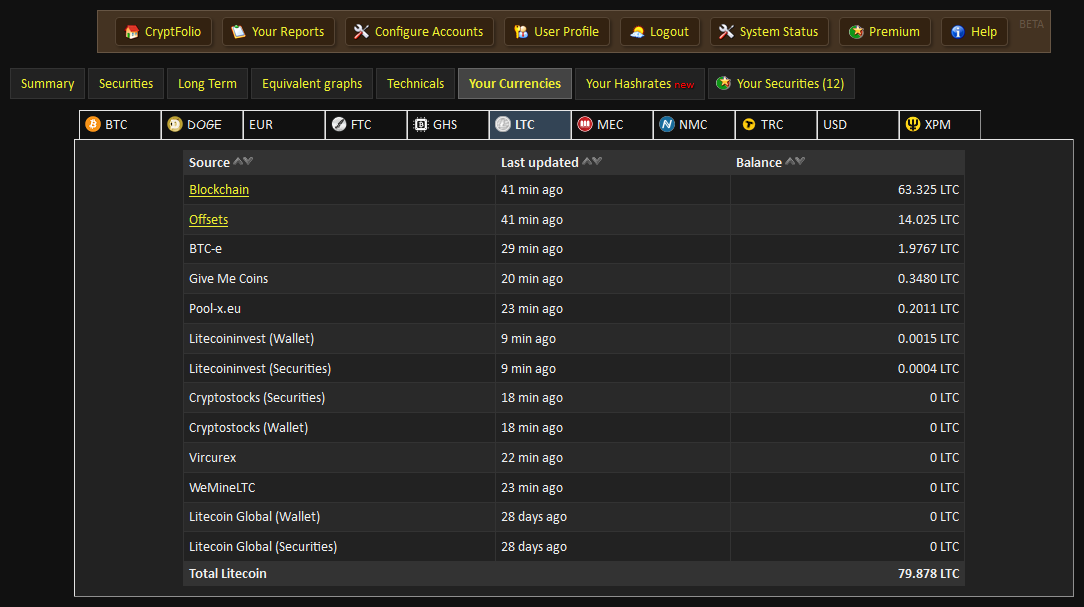 CryptFolio Your Reports Configure Accounts User Profile Logout System Status Premium Help BETA
Summary Securities Long Term Equivalent graphs Technicals Your Currencies Your Hashrates new Your Securities (12)
BTC DOGE EUR FTC GHS LTC MEC NMC TRC USD XPM
Source Last updated Balance
Blockchain 41 min ago 63.325 LTC
Offsets 41 min ago 14.025 LTC
BTC-e 29 min ago 1.9767 LTC
Give Me Coins 20 min ago 0.3480 LTC
Pool-x.eu 23 min ago 0.2011 LTC
Litecoininvest (Wallet) 9 min ago 0.0015 LTC
Litecoininvest (Securities) 9 min ago 0.0004 LTC
Cryptostocks (Securities) 18 min ago 0 LTC
Cryptostocks (Wallet) 18 min ago 0 LTC
Vircurex 22 min ago 0 LTC
WeMineLTC 23 min ago 0 LTC
Litecoin Global (Wallet) 28 days ago 0 LTC
Litecoin Global (Securities) 28 days ago 0 LTC
Total Litecoin 79.878 LTC